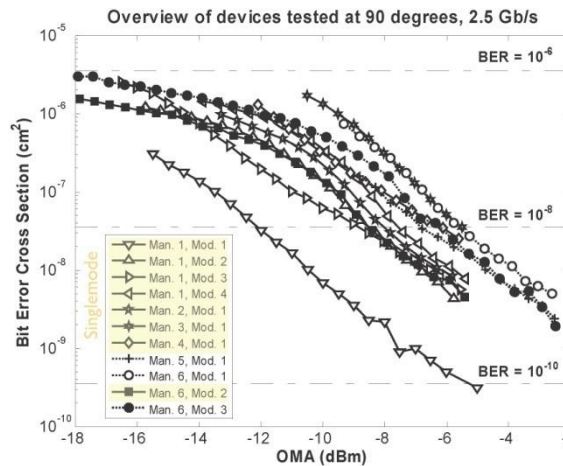 Overview of devices tested at 90 degrees, 2.5 Gb/s
Bit Error Cross Section (cm²)
10⁻⁵
10⁻⁶
10⁻⁷
10⁻⁸
10⁻⁹
10⁻¹⁰
BER = 10⁻⁶
BER = 10⁻⁸
BER = 10⁻¹⁰
Singlemode
Man. 1, Mod. 1
Man. 1, Mod. 2
Man. 1, Mod. 3
Man. 1, Mod. 4
Man. 2, Mod. 1
Man. 3, Mod. 1
Man. 4, Mod. 1
Man. 5, Mod. 1
Man. 6, Mod. 1
Man. 6, Mod. 2
Man. 6, Mod. 3
-18 -16 -14 -12 -10 -8 -6 -4 -2
OMA (dBm)